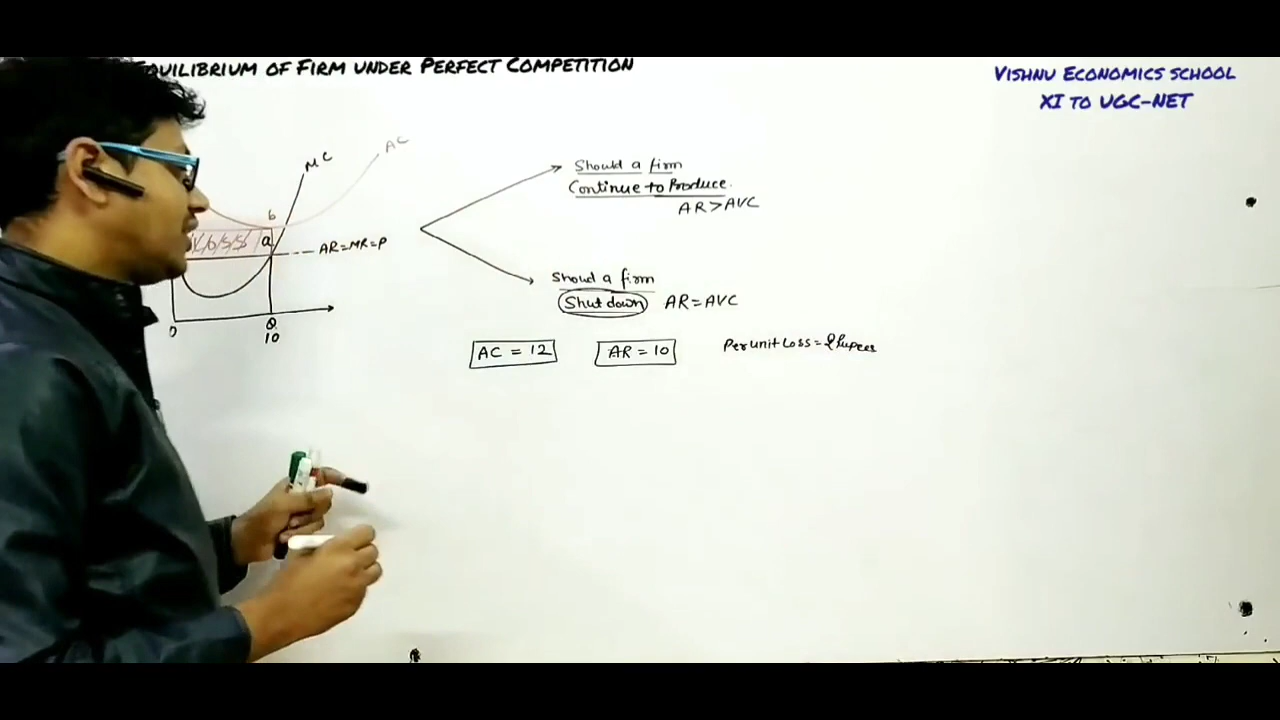 EQUILIBRIUM OF FIRM UNDER PERFECT COMPETITION
VISHNU ECONOMICS SCHOOL
XI TO UGC-NET
MC
AC
b
a
Loss
AR=MR=P
0
Q
10
Should a firm
Continue to Produce.
AR>AVC
Should a firm
Shut down AR=AVC
AC = 12 AR = 10 Per unit Loss = 2 Rupees